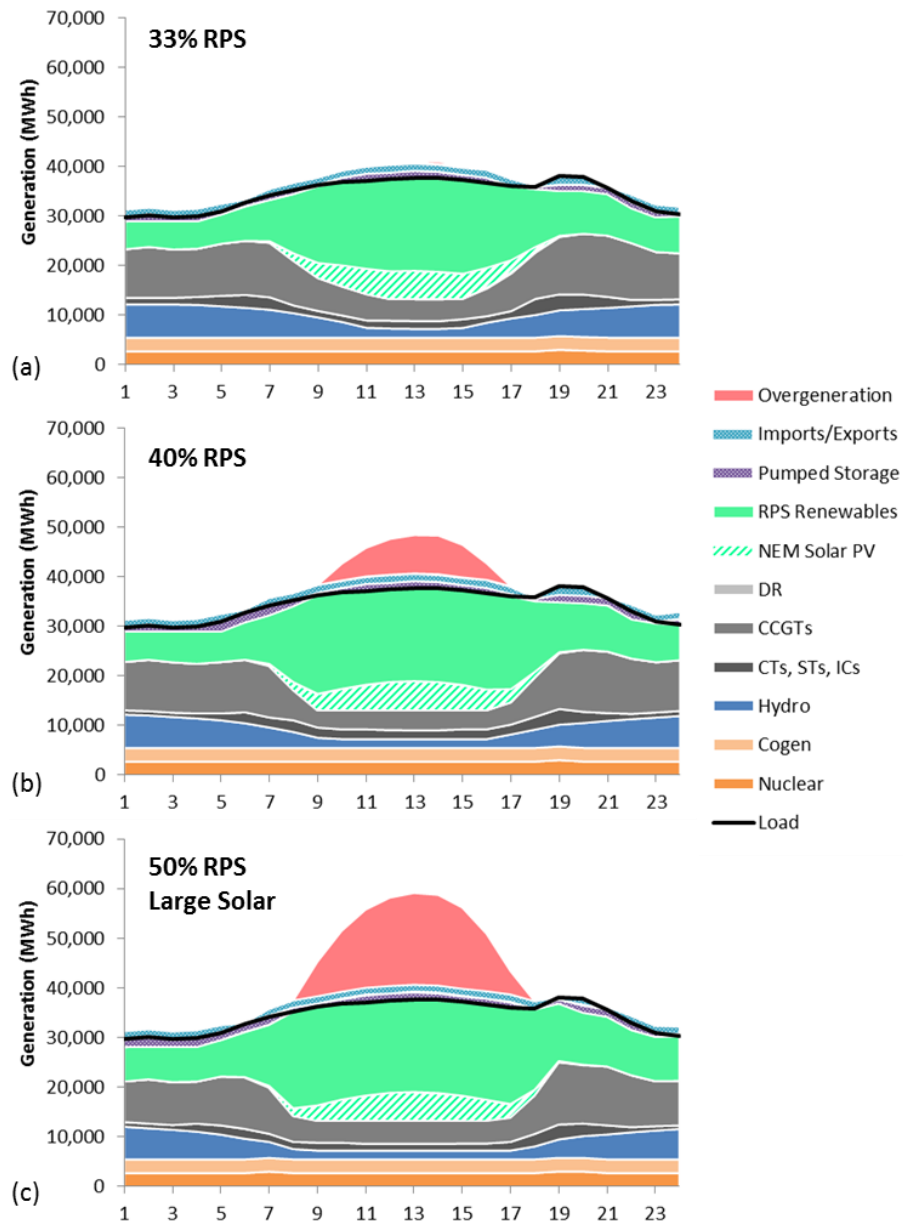 70,000
60,000
50,000
40,000
30,000
20,000
10,000
0
Generation (MWh)
33% RPS
(a)
1 3 5 7 9 11 13 15 17 19 21 23
70,000
60,000
50,000
40,000
30,000
20,000
10,000
0
Generation (MWh)
40% RPS
(b)
1 3 5 7 9 11 13 15 17 19 21 23
Overgeneration
Imports/Exports
Pumped Storage
RPS Renewables
NEM Solar PV
DR
CCGTs
CTs, STs, ICs
Hydro
Cogen
Nuclear
Load
70,000
60,000
50,000
40,000
30,000
20,000
10,000
0
Generation (MWh)
50% RPS
Large Solar
(c)
1 3 5 7 9 11 13 15 17 19 21 23